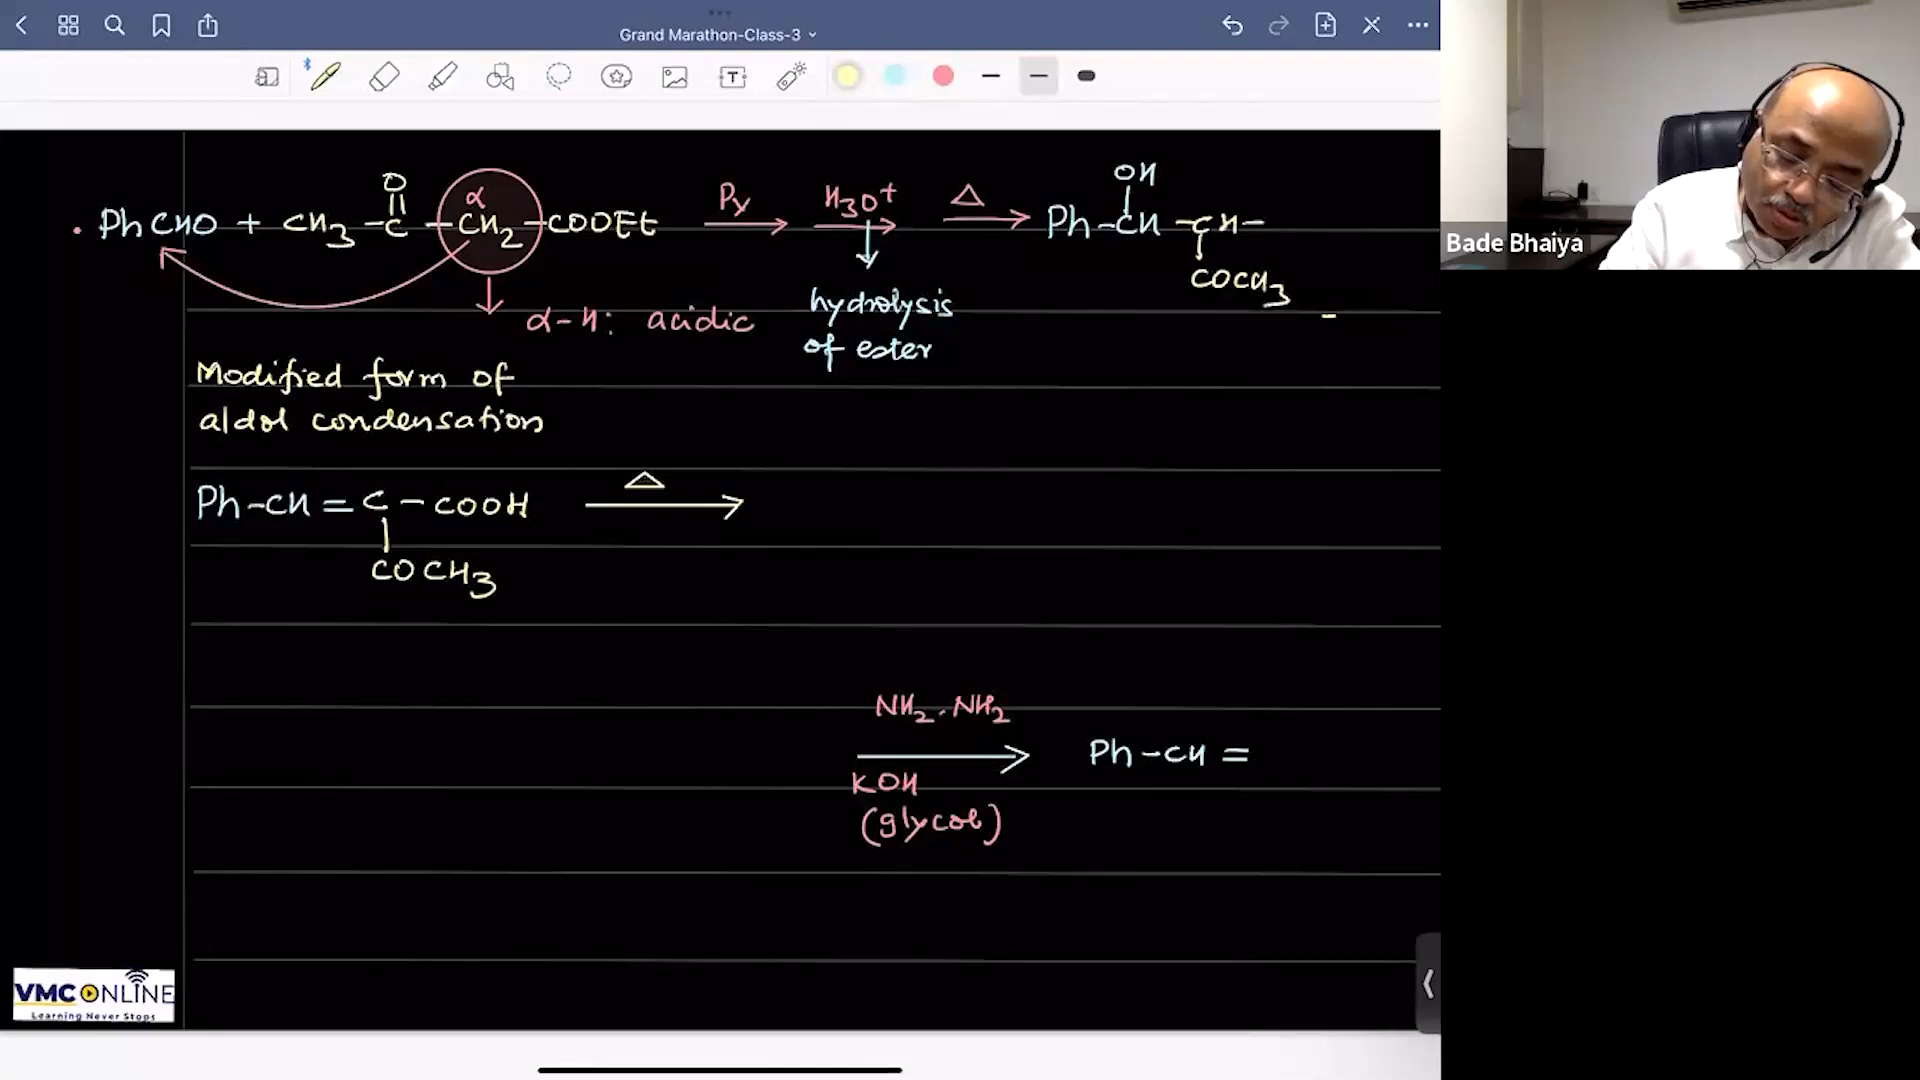 Grand Marathon-Class-3
T
Bade Bhaiya
. PhCHO + CH3-C(=O)-CH2-COOEt Py H3O+ Δ Ph-CH(OH)-CH-
α
COCH3
α-H: acidic
hydrolysis
of ester
Modified form of
aldol condensation
Ph-CH=C-COOH Δ
COCH3
NH2.NH2
Ph-CH=
KOH
(glycol)
VMC ONLINE
Learning Never Stops